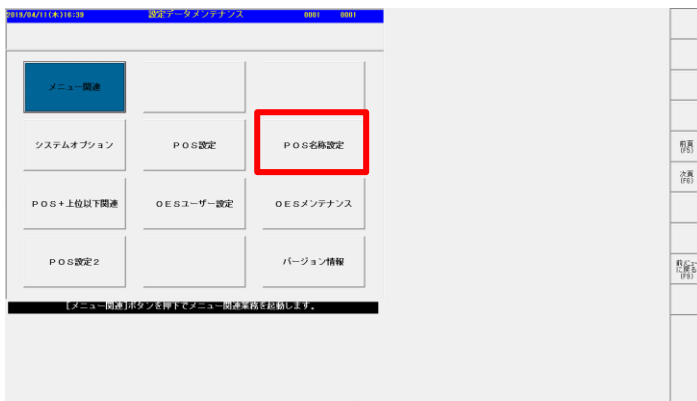 2019/04/11(木)16:39 設定データメンテナンス 0001 0001
メニュー関連
システムオプション POS設定 POS名称設定
POS+上位以下関連 OESユーザー設定 OESメンテナンス
POS設定2 バージョン情報
[メニュー関連]ボタンを押下でメニュー関連業務を起動します。
前頁
(F5)
次頁
(F6)
前ﾒﾆｭｰ
に戻る
(F9)